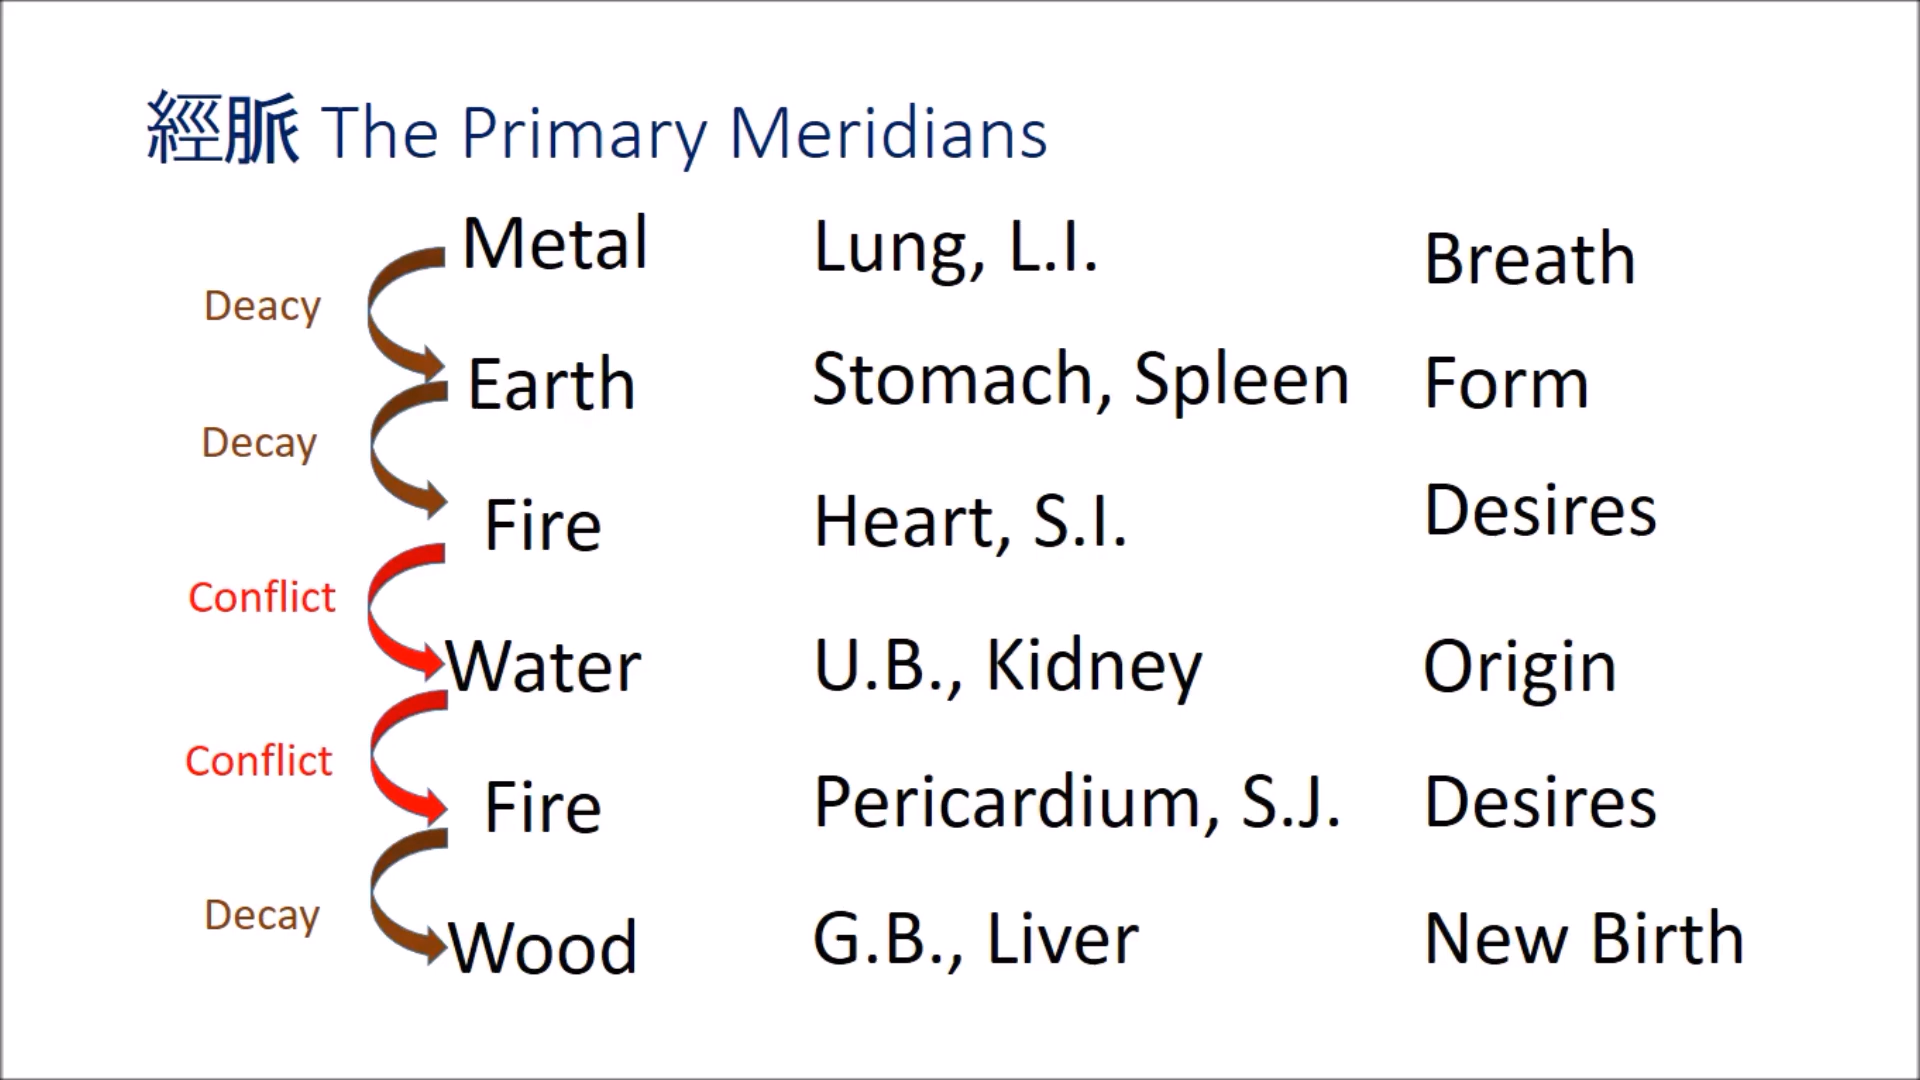 經脈 The Primary Meridians
Metal Lung, L.I. Breath
Deacy
Earth Stomach, Spleen Form
Decay
Fire Heart, S.I. Desires
Conflict
Water U.B., Kidney Origin
Conflict
Fire Pericardium, S.J. Desires
Decay
Wood G.B., Liver New Birth